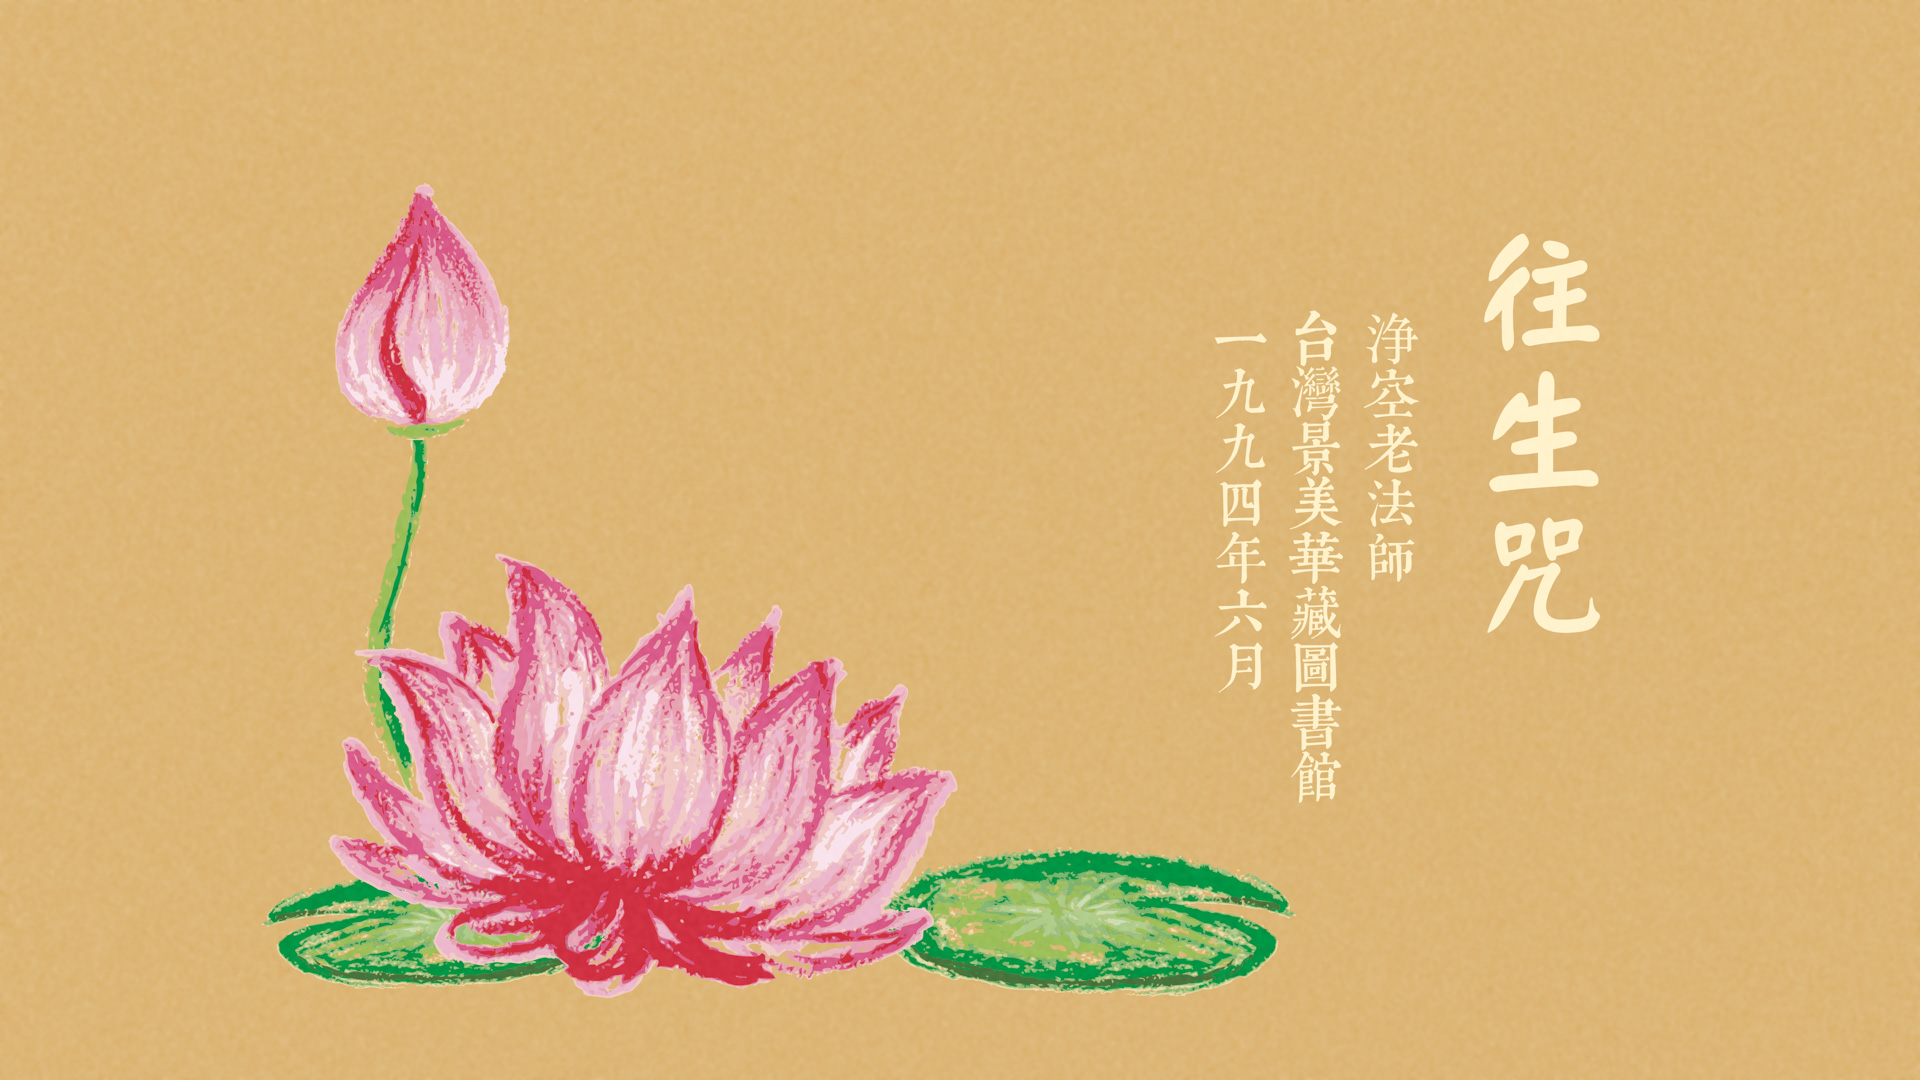 往生咒
浄空老法師
台灣景美華藏圖書館
一九九四年六月